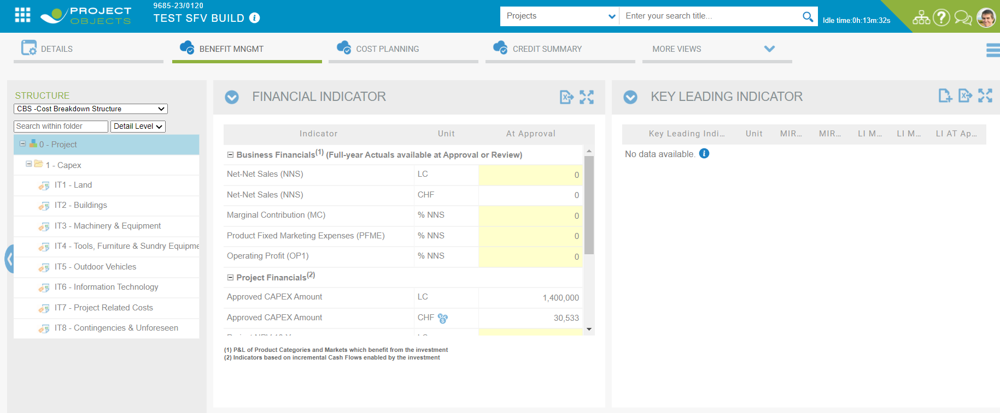 PROJECT
OBJECTS
9685-23/0120
TEST SFV BUILD
Projects
Enter your search title...
Idle time:0h:13m:32s
DETAILS
BENEFIT MNGMT
COST PLANNING
CREDIT SUMMARY
MORE VIEWS
STRUCTURE
CBS -Cost Breakdown Structure
Search within folder
Detail Level
0 - Project
1 - Capex
IT1 - Land
IT2 - Buildings
IT3 - Machinery & Equipment
IT4 - Tools, Furniture & Sundry Equipme
IT5 - Outdoor Vehicles
IT6 - Information Technology
IT7 - Project Related Costs
IT8 - Contingencies & Unforeseen
FINANCIAL INDICATOR
Indicator Unit At Approval
Business Financials(1) (Full-year Actuals available at Approval or Review)
Net-Net Sales (NNS) LC 0
Net-Net Sales (NNS) CHF 0
Marginal Contribution (MC) % NNS 0
Product Fixed Marketing Expenses (PFME) % NNS 0
Operating Profit (OP1) % NNS 0
Project Financials(2)
Approved CAPEX Amount LC 1,400,000
Approved CAPEX Amount CHF 30,533
(1) P&L of Product Categories and Markets which benefit from the investment
(2) Indicators based on incremental Cash Flows enabled by the investment
KEY LEADING INDICATOR
Key Leading Indi... Unit MIR... MIR... LI M... LI M... LI AT Ap...
No data available.